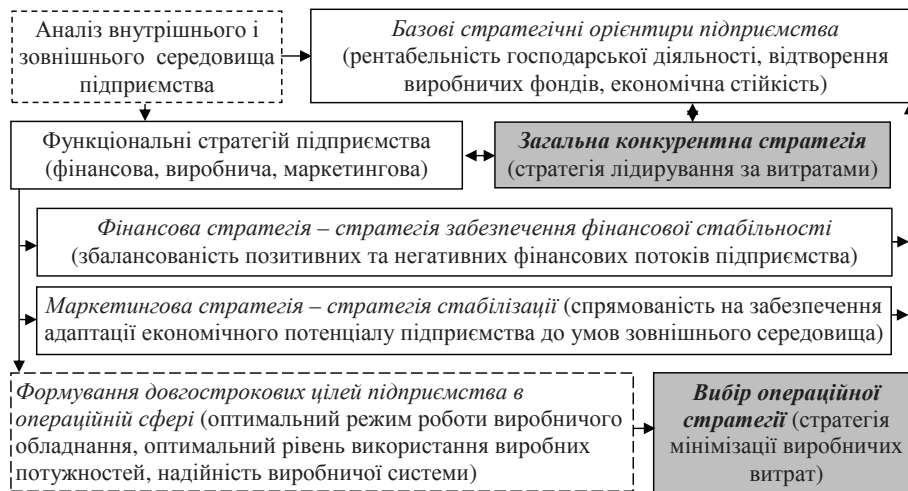 Аналіз внутрішнього і
зовнішнього середовища
підприємства
Базові стратегічні орієнтири підприємства
(рентабельність господарської діяльності, відтворення
виробничих фондів, економічна стійкість)
Функціональні стратегій підприємства
(фінансова, виробнича, маркетингова)
Загальна конкурентна стратегія
(стратегія лідирування за витратами)
Фінансова стратегія – стратегія забезпечення фінансової стабільності
(збалансованість позитивних та негативних фінансових потоків підприємства)
Маркетингова стратегія – стратегія стабілізації (спрямованість на забезпечення
адаптації економічного потенціалу підприємства до умов зовнішнього середовища)
Формування довгострокових цілей підприємства в
операційній сфері (оптимальний режим роботи виробничого
обладнання, оптимальний рівень використання виробних
потужностей, надійність виробничої системи)
Вибір операційної
стратегії (стратегія
мінімізації виробничих
витрат)